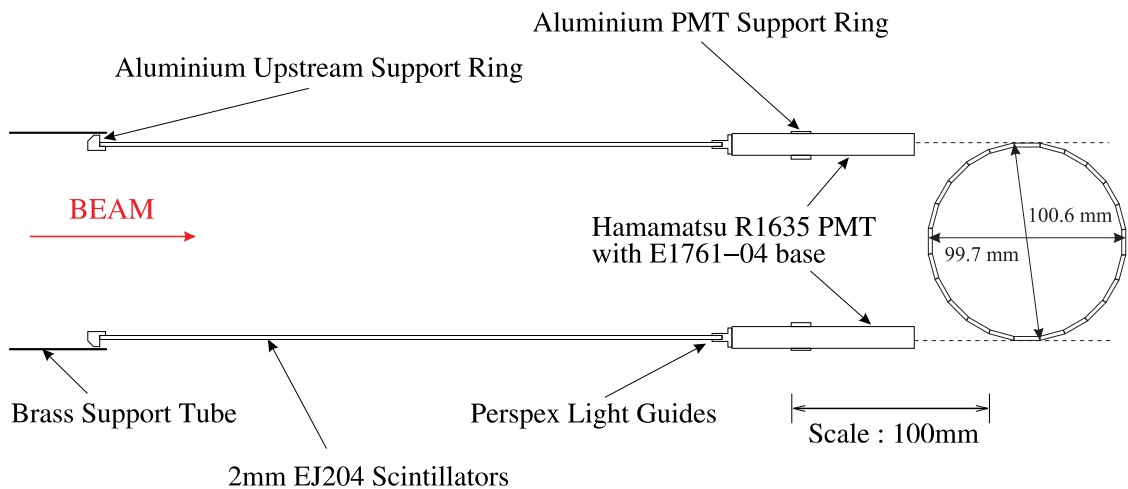 Aluminium PMT Support Ring
Aluminium Upstream Support Ring
BEAM
Hamamatsu R1635 PMT
with E1761−04 base
100.6 mm
99.7 mm
Brass Support Tube
Perspex Light Guides
Scale : 100mm
2mm EJ204 Scintillators